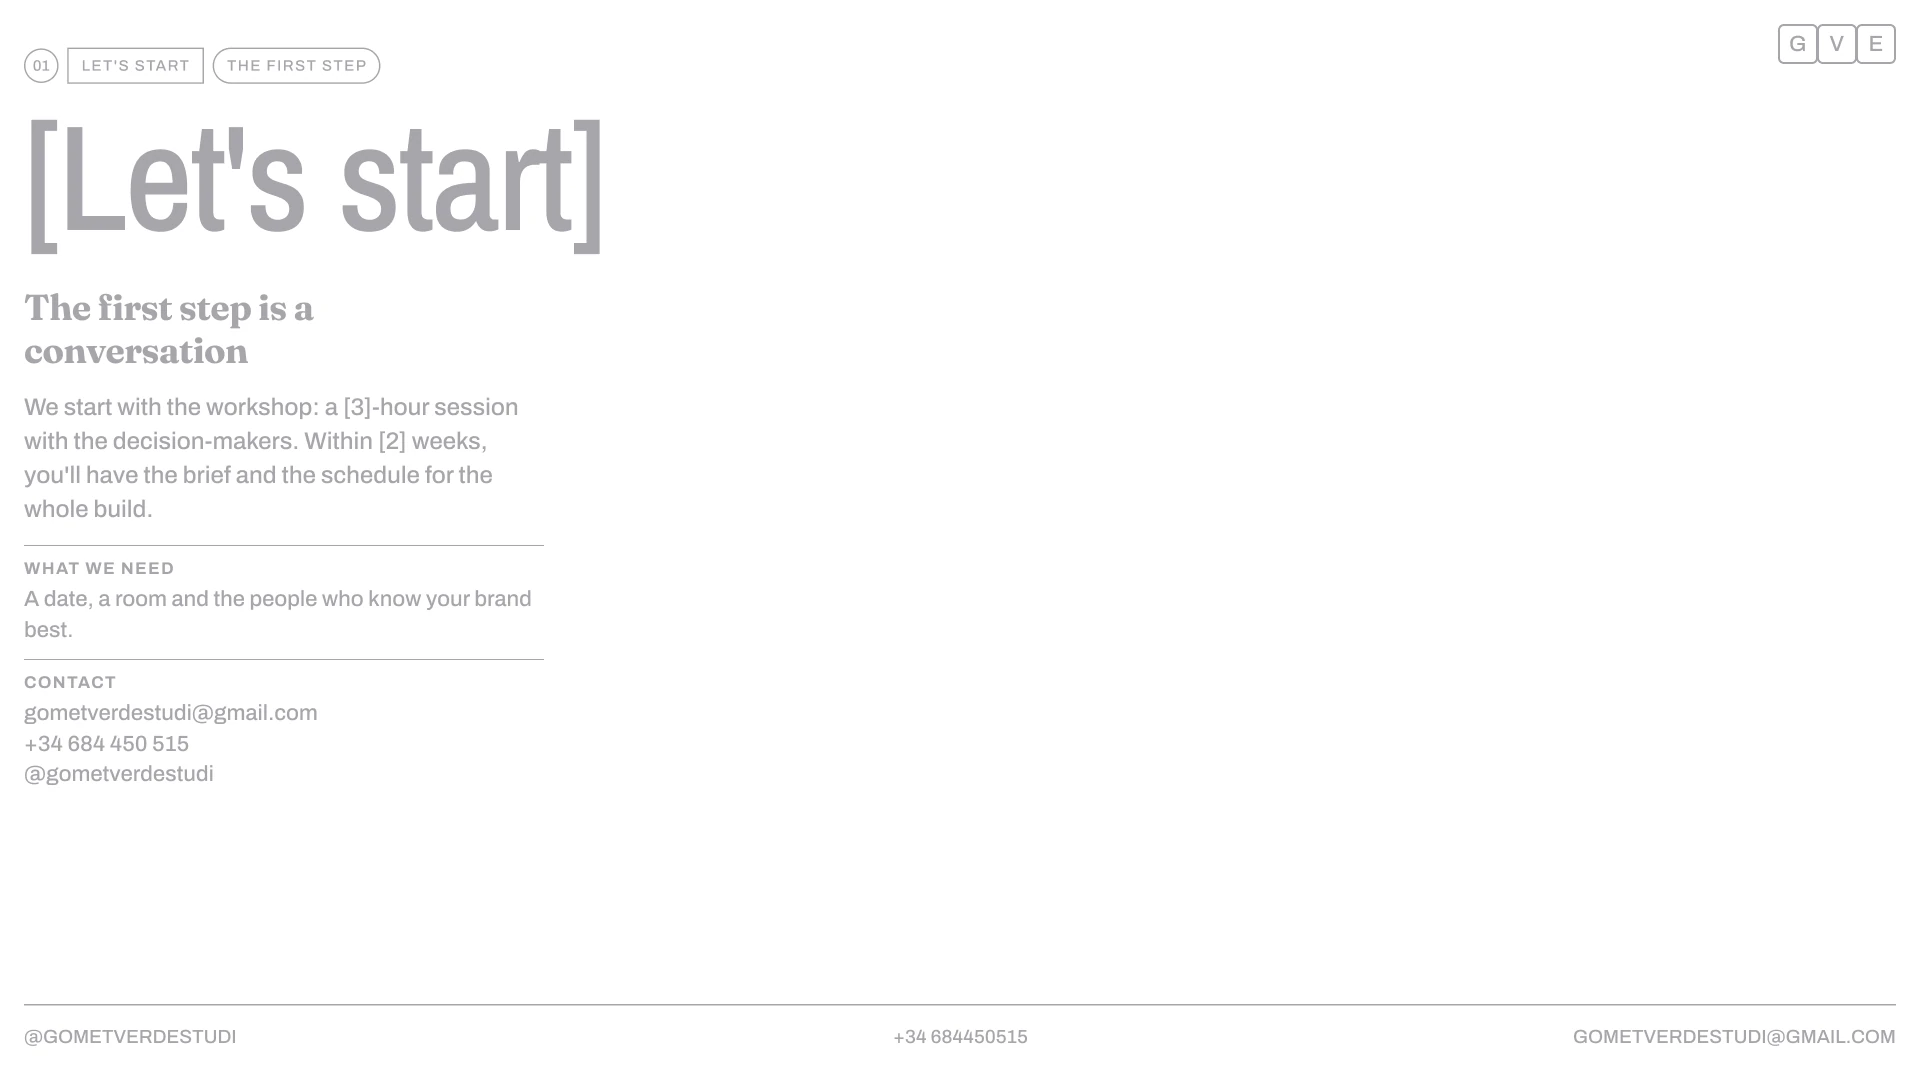 01 LET'S START THE FIRST STEP
G V E
[Let's start]
The first step is a
conversation
We start with the workshop: a [3]-hour session
with the decision-makers. Within [2] weeks,
you'll have the brief and the schedule for the
whole build.
WHAT WE NEED
A date, a room and the people who know your brand
best.
CONTACT
gometverdestudi@gmail.com
+34 684 450 515
@gometverdestudi
@GOMETVERDESTUDI
+34 684450515
GOMETVERDESTUDI@GMAIL.COM